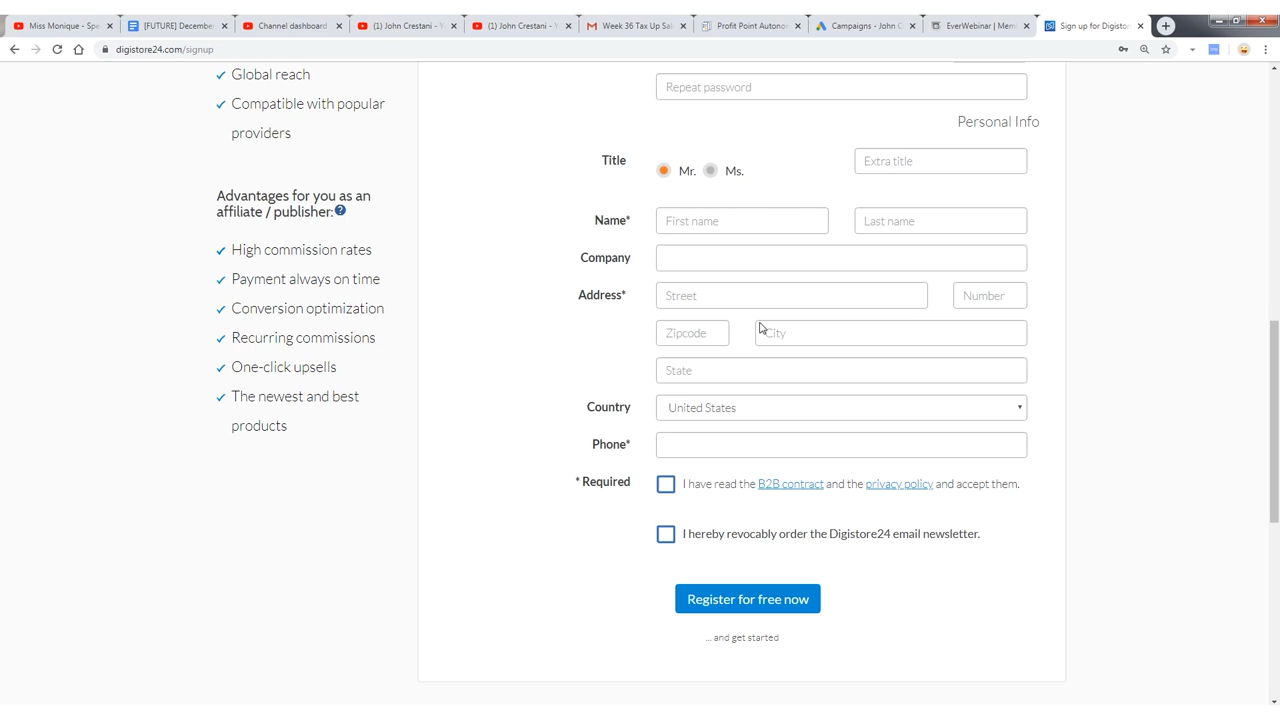 Miss Monique - Spe
[FUTURE] Decembe
Channel dashboard
(1) John Crestani - Y
(1) John Crestani - Y
Week 36 Tax Up Sal
Profit Point Autono
Campaigns - John C
EverWebinar | Mem
Sign up for Digistore
digistore24.com/signup
Global reach
Compatible with popular
providers
Advantages for you as an
affiliate / publisher:
High commission rates
Payment always on time
Conversion optimization
Recurring commissions
One-click upsells
The newest and best
products
Repeat password
Personal Info
Title Mr. Ms. Extra title
Name* First name Last name
Company
Address* Street Number
Zipcode City
State
Country United States
Phone*
* Required I have read the B2B contract and the privacy policy and accept them.
I hereby revocably order the Digistore24 email newsletter.
Register for free now
... and get started